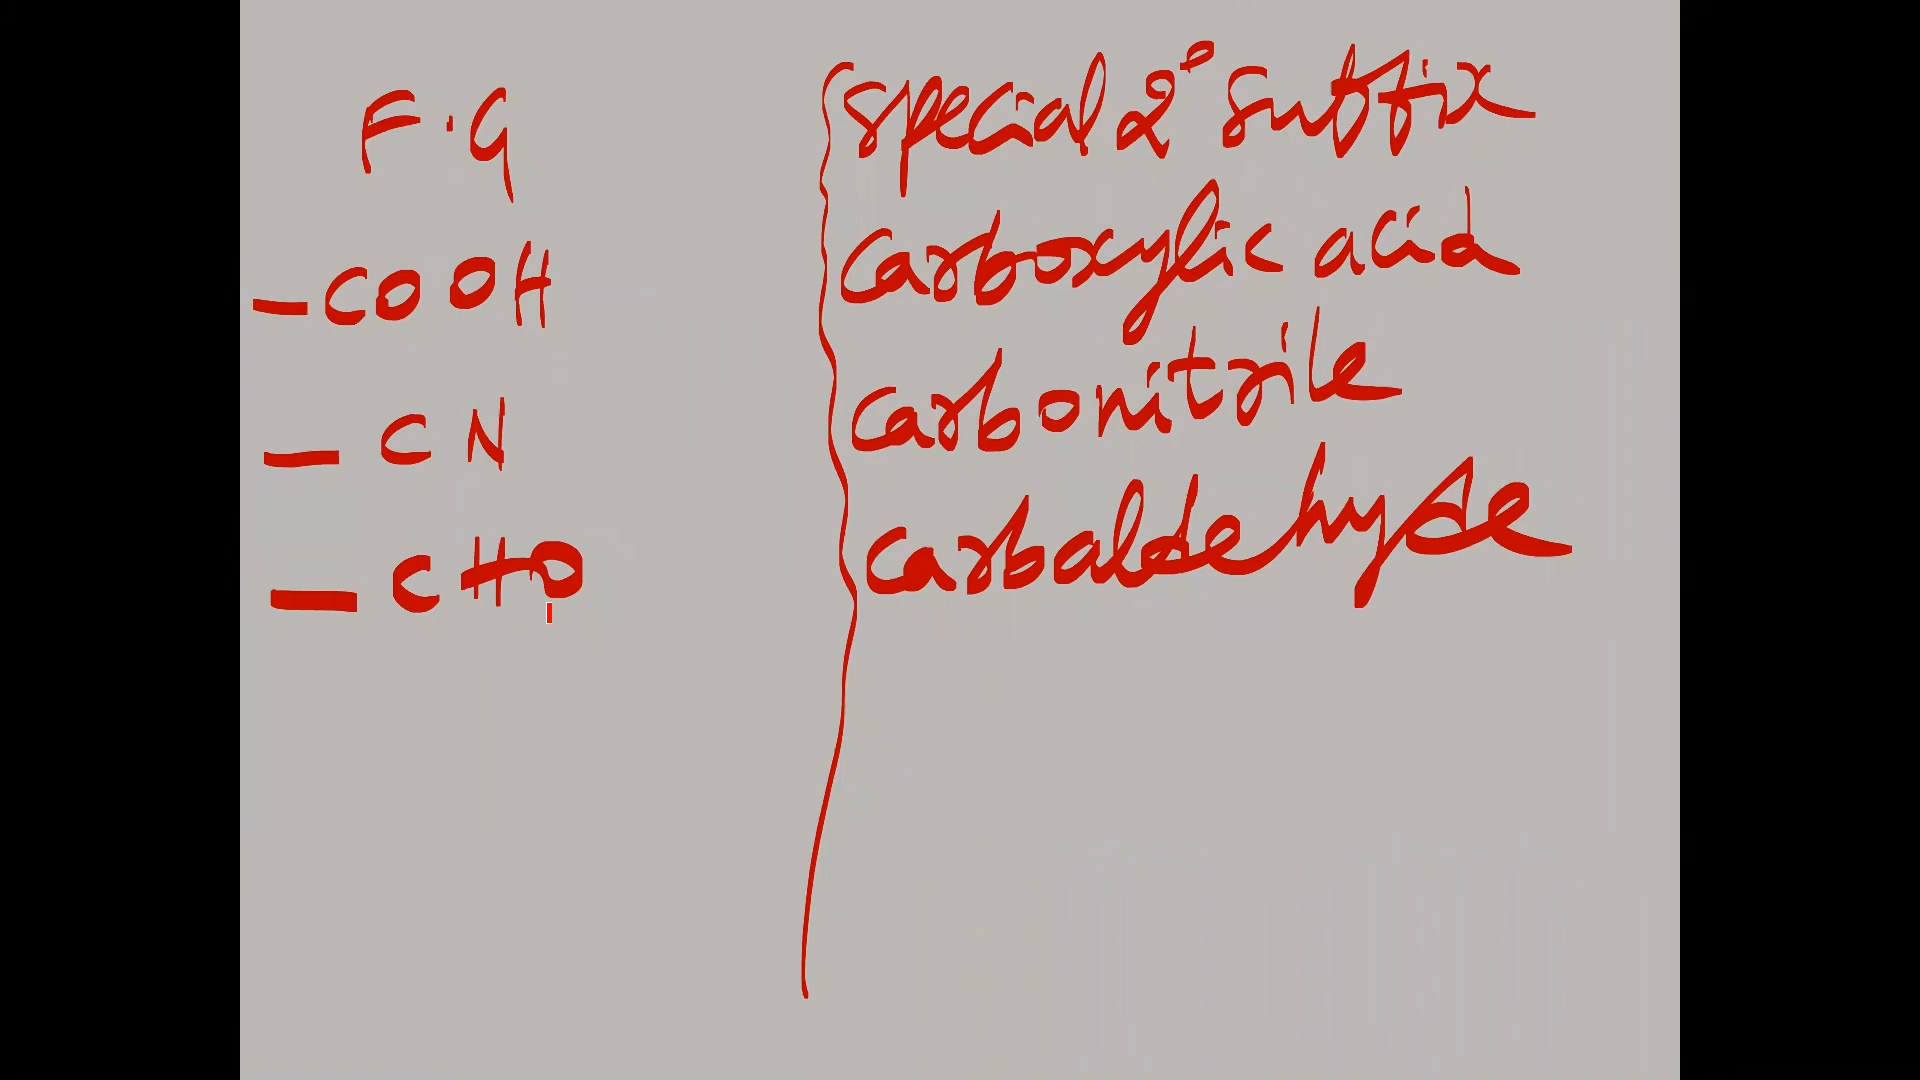 F.G special 2° suffix
-COOH carboxylic acid
- CN carbonitrile
- CHO carbaldehyde